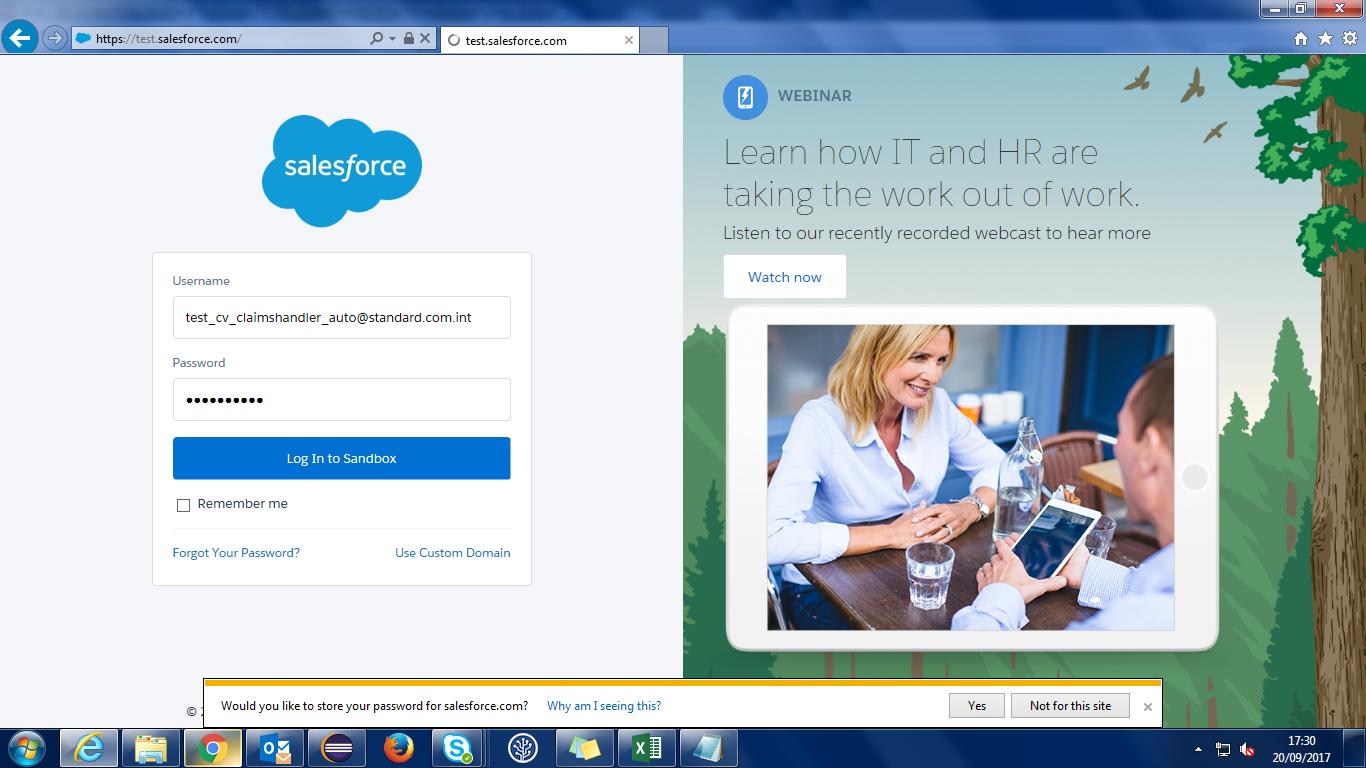 https://test.salesforce.com/
test.salesforce.com
salesforce
Username
test_cv_claimshandler_auto@standard.com.int
Password
Log In to Sandbox
Remember me
Forgot Your Password?
Use Custom Domain
WEBINAR
Learn how IT and HR are
taking the work out of work.
Listen to our recently recorded webcast to hear more
Watch now
©
Would you like to store your password for salesforce.com?
Why am I seeing this?
Yes
Not for this site
17:30
20/09/2017